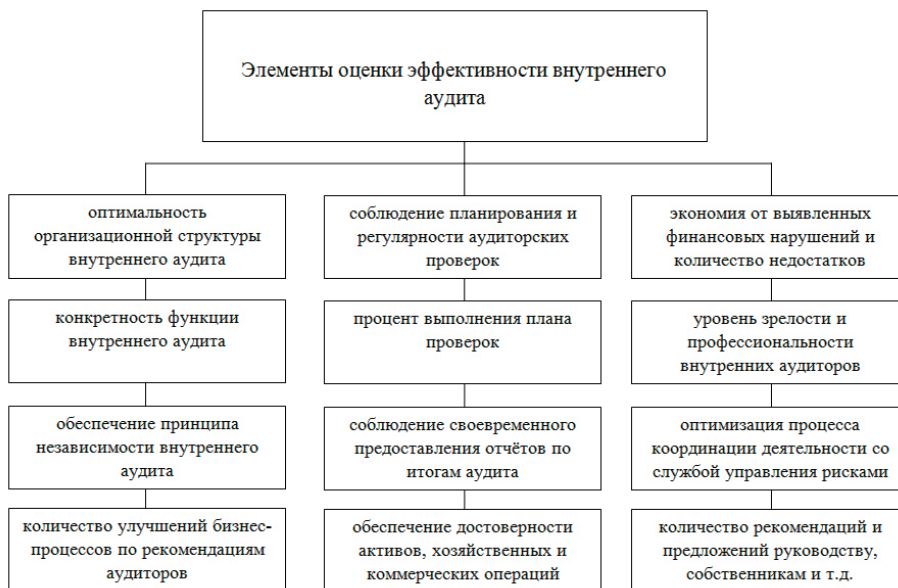 Элементы оценки эффективности внутреннего
аудита
оптимальность
организационной структуры
внутреннего аудита
соблюдение планирования и
регулярности аудиторских
проверок
экономия от выявленных
финансовых нарушений и
количество недостатков
конкретность функции
внутреннего аудита
процент выполнения плана
проверок
уровень зрелости и
профессиональности
внутренних аудиторов
обеспечение принципа
независимости внутреннего
аудита
соблюдение своевременного
предоставления отчётов по
итогам аудита
оптимизация процесса
координации деятельности со
службой управления рисками
количество улучшений бизнес-
процессов по рекомендациям
аудиторов
обеспечение достоверности
активов, хозяйственных и
коммерческих операций
количество рекомендаций и
предложений руководству,
собственникам и т.д.